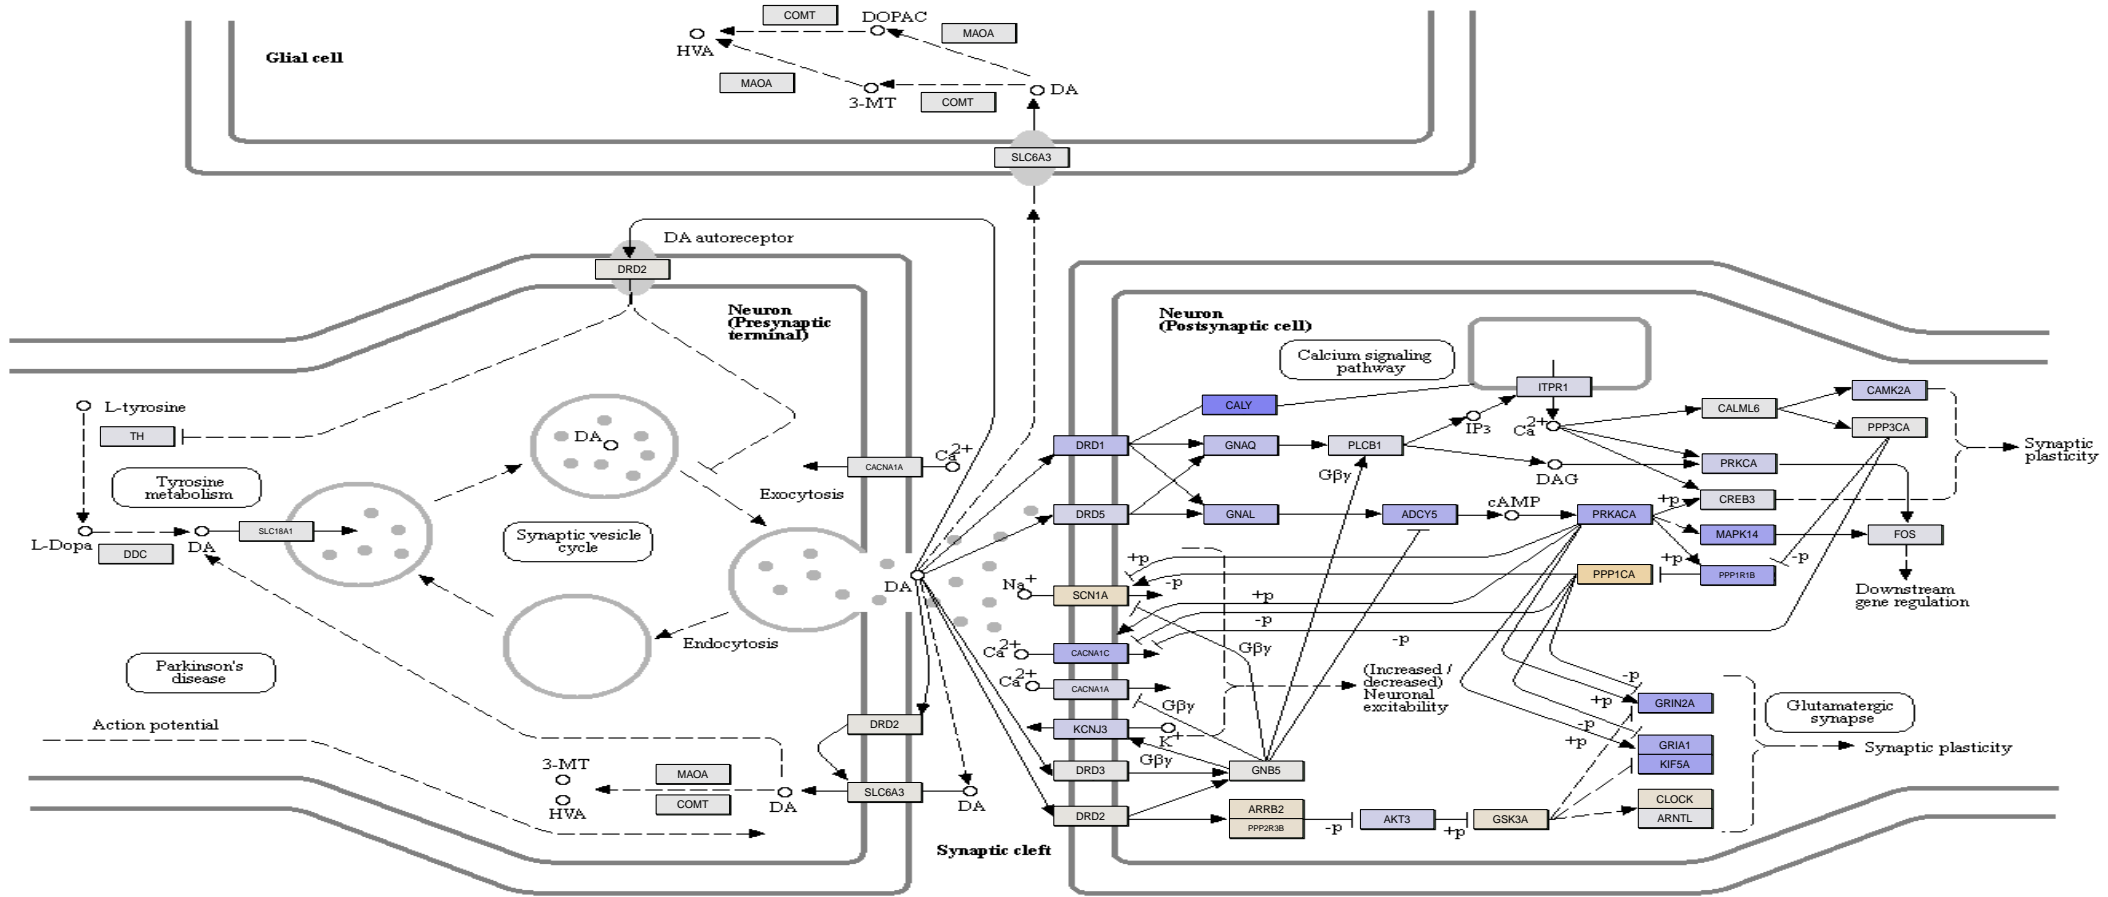 COMT
DOPAC
MAOA
HVA
Glial cell
MAOA
3-MT
COMT
DA
SLC6A3
DA autoreceptor
DRD2
Neuron
(Presynaptic
terminal)
L-tyrosine
TH
Tyrosine
metabolism
L-Dopa
DDC
DA
SLC18A1
DA
Synaptic vesicle
cycle
Exocytosis
Endocytosis
CACNA1A
Ca2+
DA
Parkinson's
disease
Action potential
3-MT
HVA
MAOA
COMT
DA
DRD2
SLC6A3
DA
Synaptic cleft
Neuron
(Postsynaptic cell)
Calcium signaling
pathway
ITPR1
CALY
DRD1
GNAQ
PLCB1
IP3
Ca2+
DAG
Gβγ
CALML6
CAMK2A
PPP3CA
Synaptic
plasticity
PRKCA
CREB3
+p
DRD5
GNAL
ADCY5
cAMP
PRKACA
MAPK14
FOS
+p
-p
PPP1R1B
PPP1CA
Downstream
gene regulation
+p
-p
Na+
SCN1A
+p
-p
-p
Ca2+
CACNA1C
Gβγ
Ca2+
CACNA1A
Gβγ
(Increased /
decreased)
Neuronal
excitability
KCNJ3
K+
Gβγ
DRD3
GNB5
DRD2
ARRB2
PPP2R3B
-p
AKT3
+p
GSK3A
-p
+p
GRIN2A
-p
+p
GRIA1
KIF5A
CLOCK
ARNTL
Glutamatergic
synapse
Synaptic plasticity